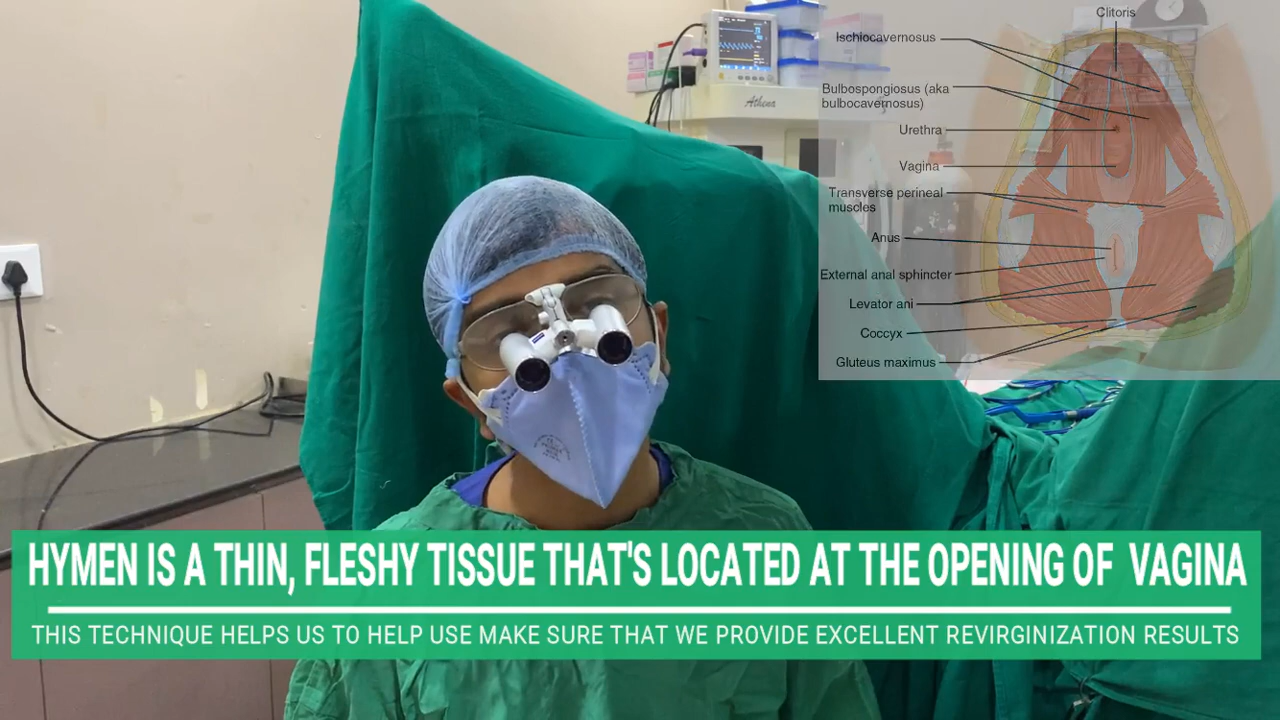 Athena
Clitoris
Ischiocavernosus
Bulbospongiosus (aka
bulbocavernosus)
Urethra
Vagina
Transverse perineal
muscles
Anus
External anal sphincter
Levator ani
Coccyx
Gluteus maximus
HYMEN IS A THIN, FLESHY TISSUE THAT'S LOCATED AT THE OPENING OF VAGINA
THIS TECHNIQUE HELPS US TO HELP USE MAKE SURE THAT WE PROVIDE EXCELLENT REVIRGINIZATION RESULTS